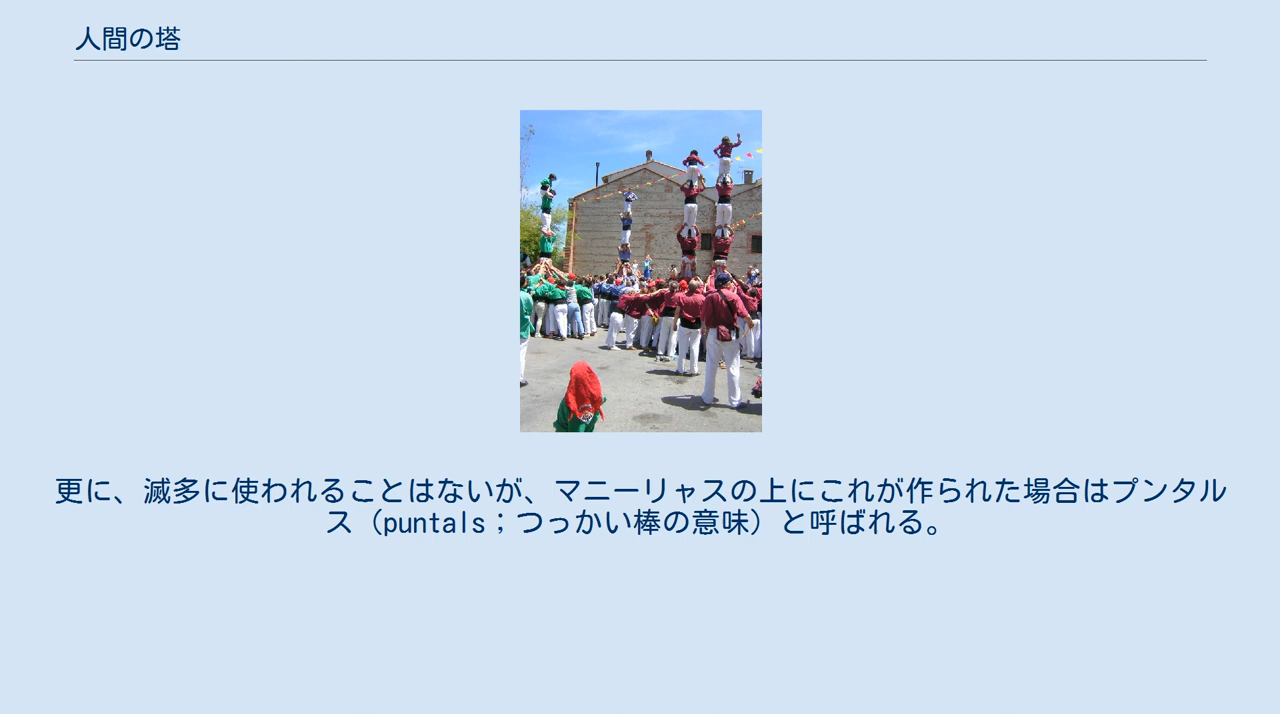 人間の塔
更に、滅多に使われることはないが、マニーリャスの上にこれが作られた場合はプンタル
ス（puntals；つっかい棒の意味）と呼ばれる。